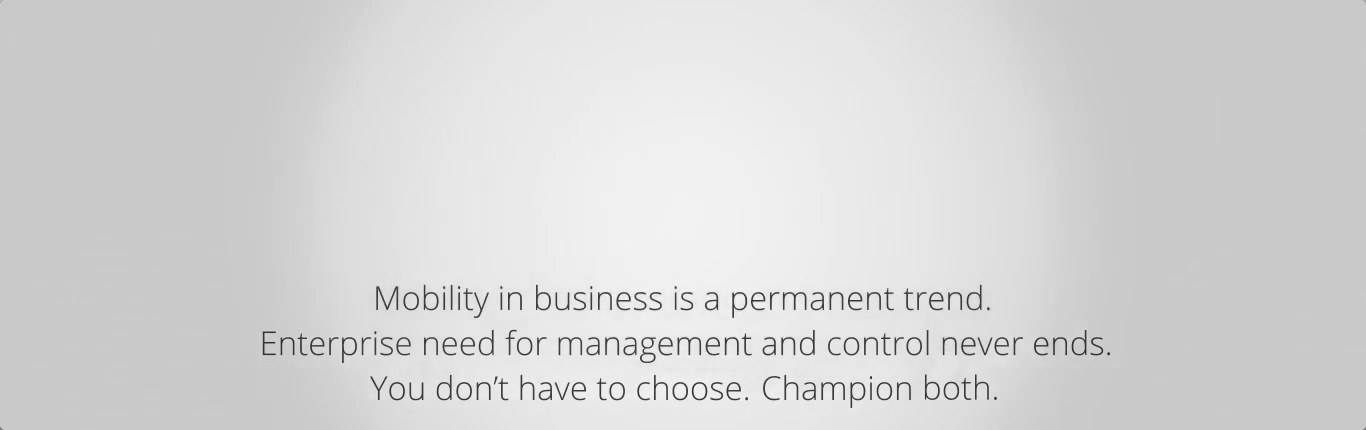 Mobility in business is a permanent trend.
Enterprise need for management and control never ends.
You don’t have to choose. Champion both.